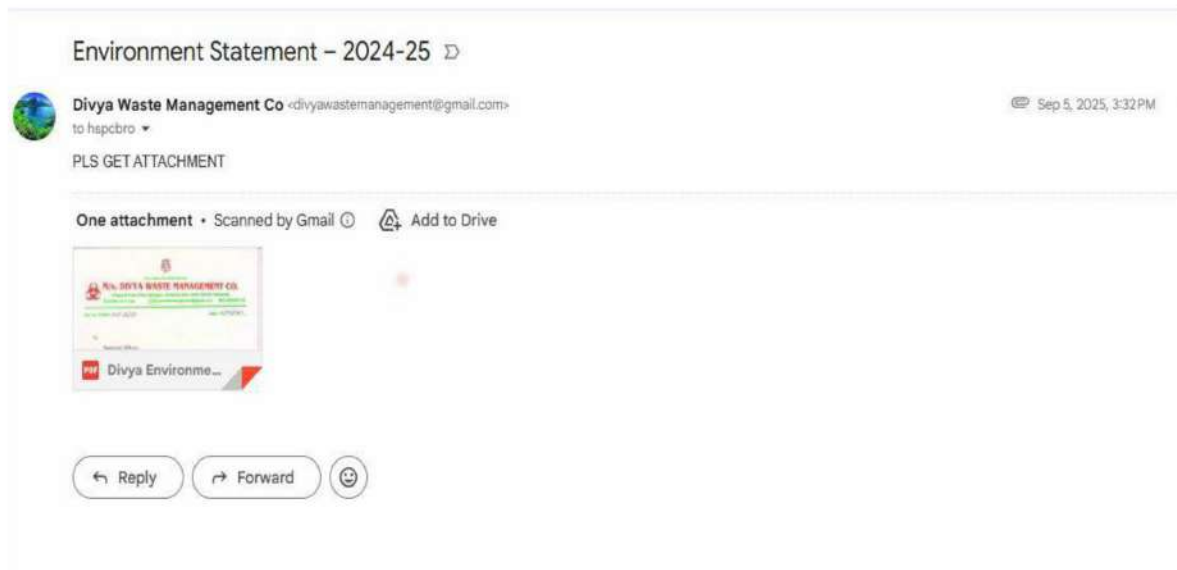 Environment Statement – 2024-25
Divya Waste Management Co <divyawastemanagement@gmail.com>
Sep 5, 2025, 3:32 PM
to hspcbro
PLS GET ATTACHMENT
One attachment • Scanned by Gmail
Add to Drive
M/s. DIVYA WASTE MANAGEMENT CO.
PDF Divya Environme...
Reply
Forward